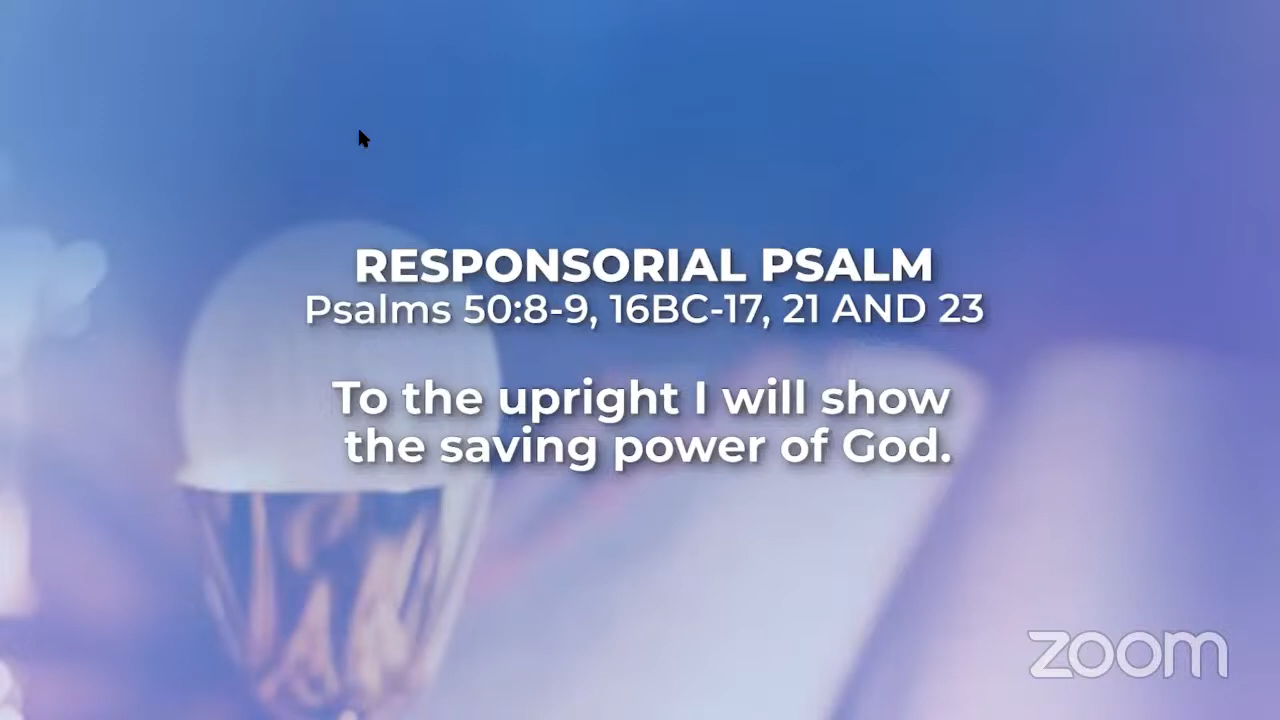 RESPONSORIAL PSALM
Psalms 50:8-9, 16BC-17, 21 AND 23
To the upright I will show
the saving power of God.
zoom